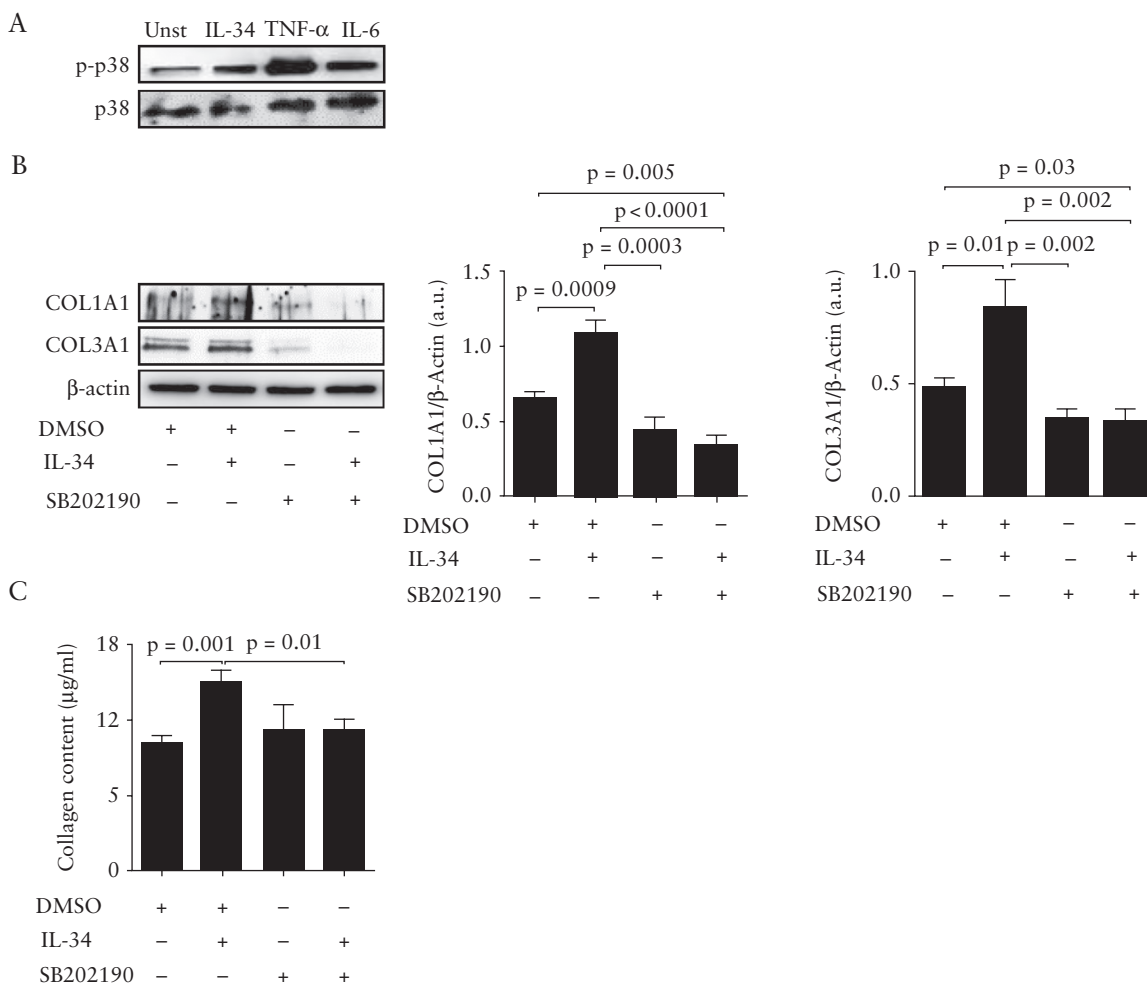 A
Unst IL-34 TNF-α IL-6
p-p38
p38
B
COL1A1
COL3A1
β-actin
DMSO + + – –
IL-34 – + – +
SB202190 – – + +
p = 0.005
p<0.0001
p = 0.0003
p = 0.0009
COL1A1/β-Actin (a.u.)
1.5
1.0
0.5
0.0
DMSO + + – –
IL-34 – + – +
SB202190 – – + +
p = 0.03
p = 0.002
p = 0.01 p = 0.002
COL3A1/β-Actin (a.u.)
1.0
0.5
0.0
DMSO + + – –
IL-34 – + – +
SB202190 – – + +
C
p = 0.001 p = 0.01
Collagen content (μg/ml)
18
12
5
0
DMSO + + – –
IL-34 – + – +
SB202190 – – + +